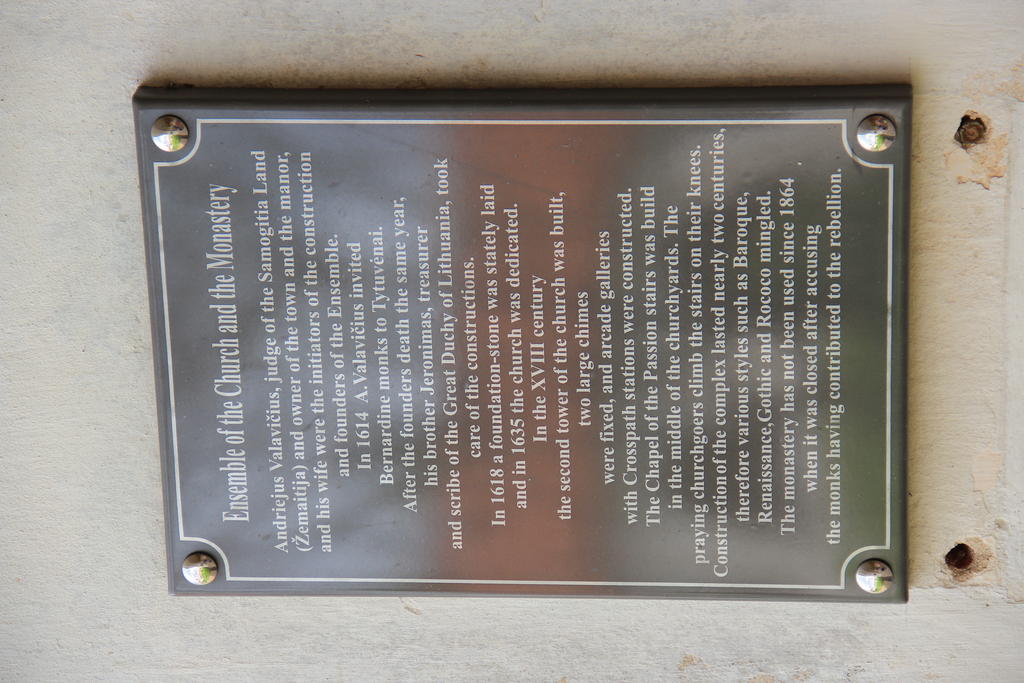 Ensemble of the Church and the Monastery
Andriejus Valavičius, judge of the Samogitia Land
(Žemaitija) and owner of the town and the manor,
and his wife were the initiators of the construction
and founders of the Ensemble.
In 1614 A.Valavičius invited
Bernardine monks to Tytuvėnai.
After the founders death the same year,
his brother Jeronimas, treasurer
and scribe of the Great Duchy of Lithuania, took
care of the constructions.
In 1618 a foundation-stone was stately laid
and in 1635 the church was dedicated.
In the XVIII century
the second tower of the church was built,
two large chimes
were fixed, and arcade galleries
with Crosspath stations were constructed.
The Chapel of the Passion stairs was build
in the middle of the churchyards. The
praying churchgoers climb the stairs on their knees.
Construction of the complex lasted nearly two centuries,
therefore various styles such as Baroque,
Renaissance,Gothic and Rococo mingled.
The monastery has not been used since 1864
when it was closed after accusing
the monks having contributed to the rebellion.